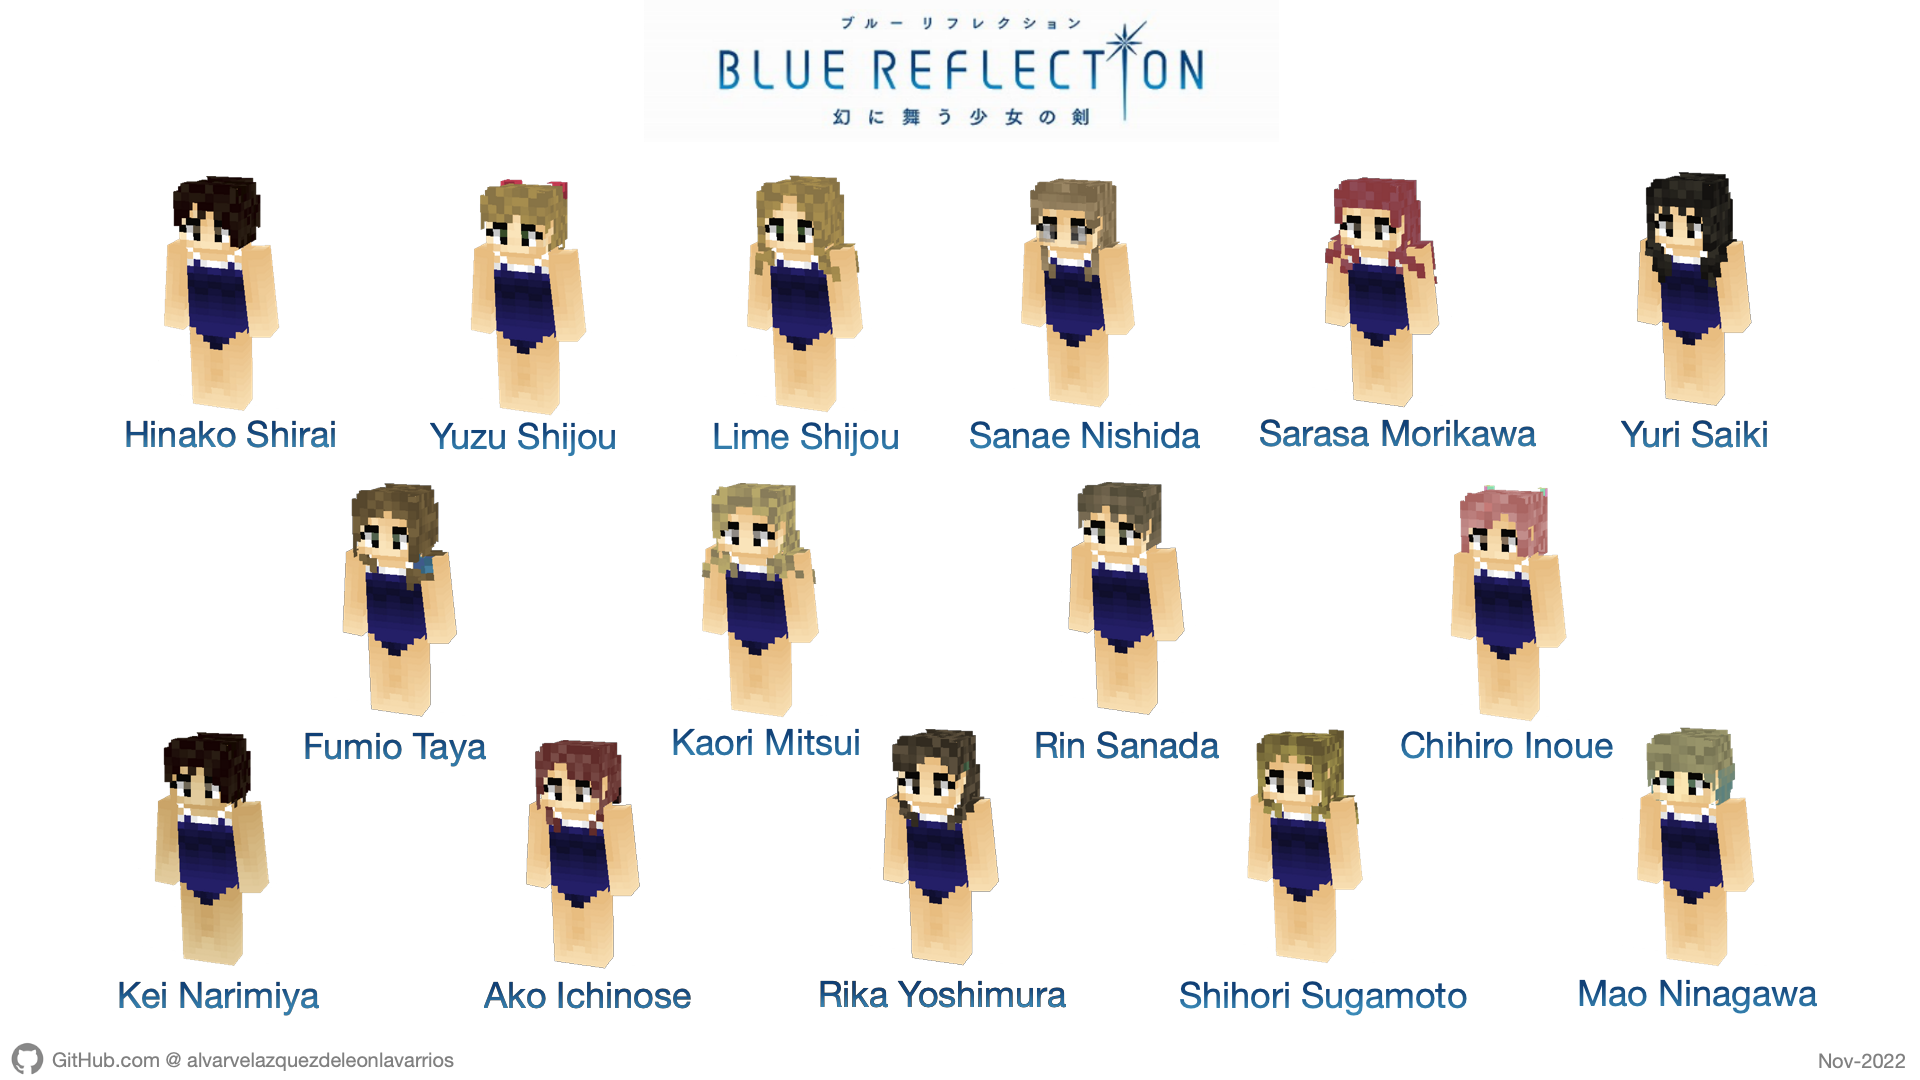 ブルーリフレクション
BLUE REFLECTION
幻に舞う少女の剣
Hinako Shirai
Yuzu Shijou
Lime Shijou
Sanae Nishida
Sarasa Morikawa
Yuri Saiki
Fumio Taya
Kaori Mitsui
Rin Sanada
Chihiro Inoue
Kei Narimiya
Ako Ichinose
Rika Yoshimura
Shihori Sugamoto
Mao Ninagawa
GitHub.com @ alvarvelazquezdeleonlavarrios
Nov-2022